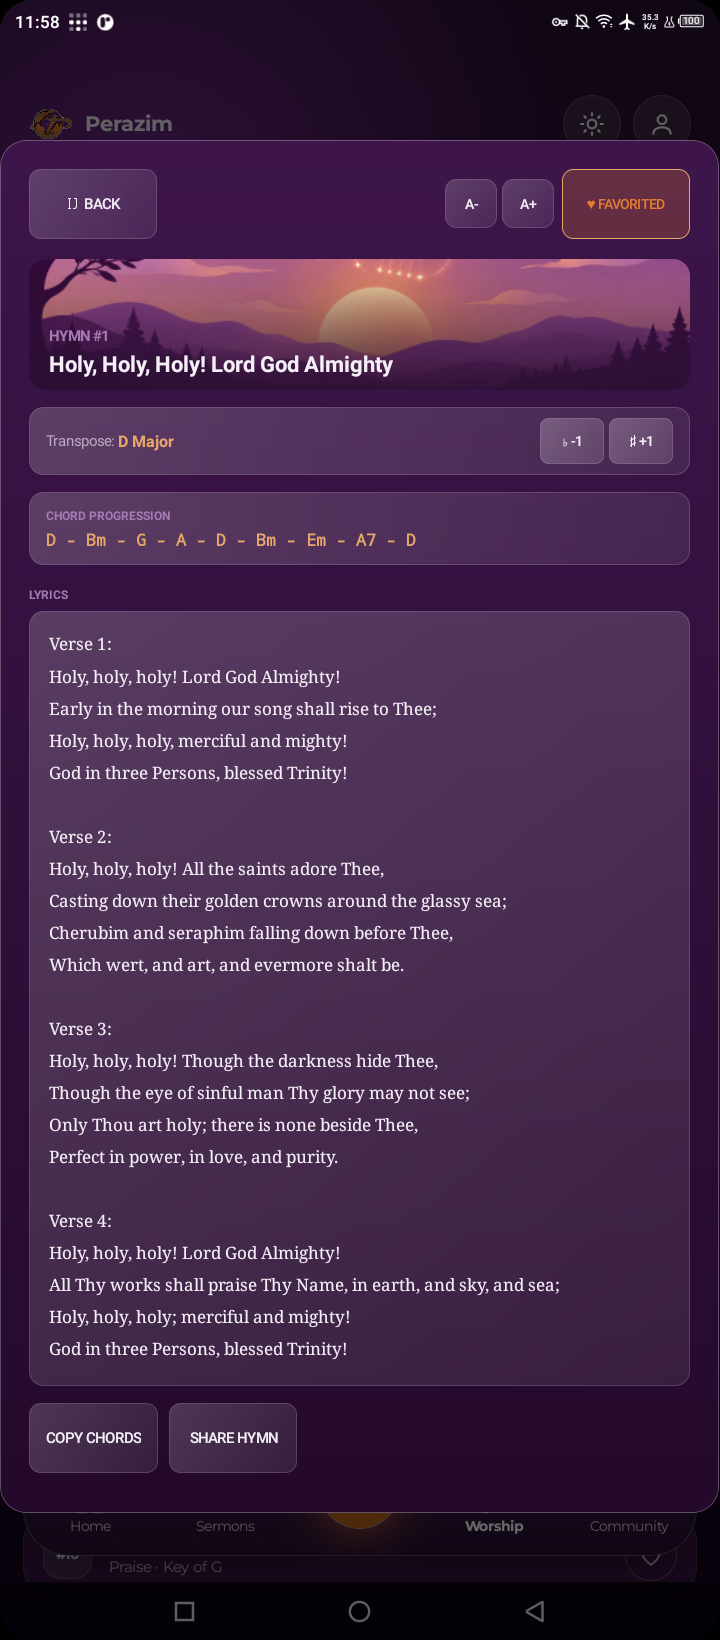 11:58
35.3
K/s
100
Perazim
BACK
A-
A+
♥ FAVORITED
HYMN #1
Holy, Holy, Holy! Lord God Almighty
Transpose: D Major
♭ -1
♯ +1
CHORD PROGRESSION
D - Bm - G - A - D - Bm - Em - A7 - D
LYRICS
Verse 1:
Holy, holy, holy! Lord God Almighty!
Early in the morning our song shall rise to Thee;
Holy, holy, holy, merciful and mighty!
God in three Persons, blessed Trinity!
Verse 2:
Holy, holy, holy! All the saints adore Thee,
Casting down their golden crowns around the glassy sea;
Cherubim and seraphim falling down before Thee,
Which wert, and art, and evermore shalt be.
Verse 3:
Holy, holy, holy! Though the darkness hide Thee,
Though the eye of sinful man Thy glory may not see;
Only Thou art holy; there is none beside Thee,
Perfect in power, in love, and purity.
Verse 4:
Holy, holy, holy! Lord God Almighty!
All Thy works shall praise Thy Name, in earth, and sky, and sea;
Holy, holy, holy; merciful and mighty!
God in three Persons, blessed Trinity!
COPY CHORDS
SHARE HYMN
Home
Sermons
Worship
Community
Praise · Key of G